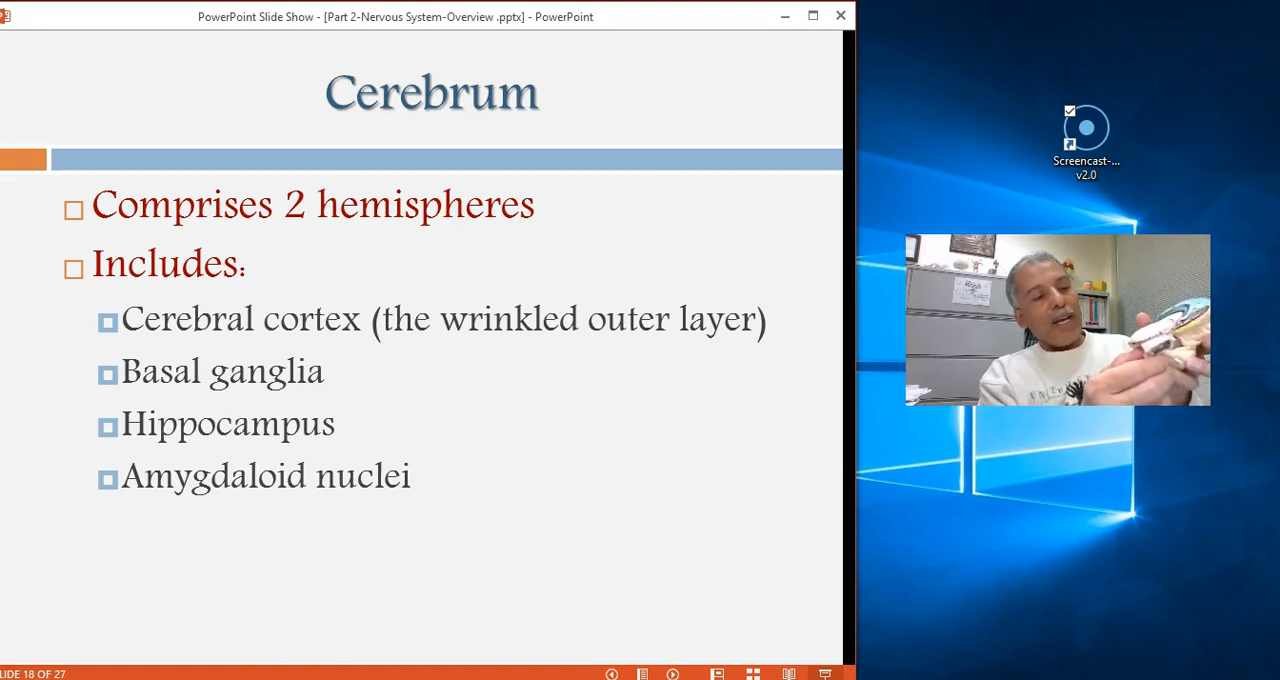 PowerPoint Slide Show - [Part 2-Nervous System-Overview .pptx] - PowerPoint
Cerebrum
Comprises 2 hemispheres
Includes:
Cerebral cortex (the wrinkled outer layer)
Basal ganglia
Hippocampus
Amygdaloid nuclei
Screencast-...
v2.0
18 OF 27